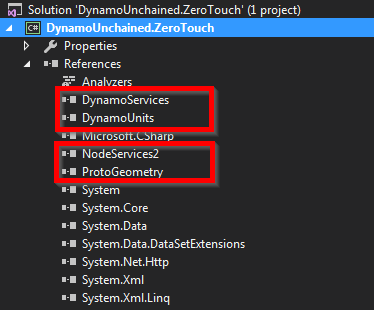 Solution 'DynamoUnchained.ZeroTouch' (1 project)
C# DynamoUnchained.ZeroTouch
Properties
References
Analyzers
DynamoServices
DynamoUnits
Microsoft.CSharp
NodeServices2
ProtoGeometry
System
System.Core
System.Data
System.Data.DataSetExtensions
System.Net.Http
System.Xml
System.Xml.Linq